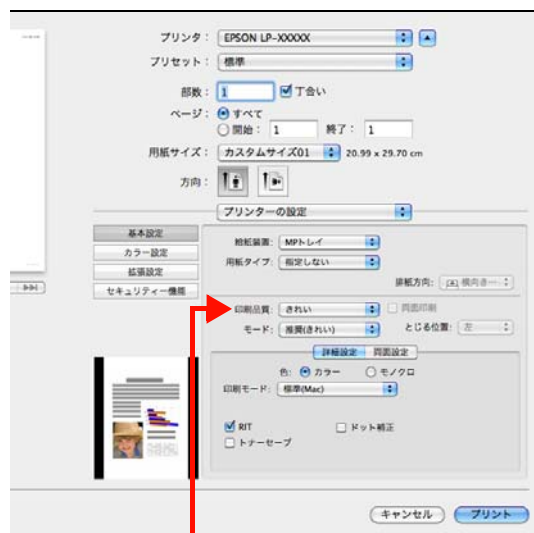 プリンタ： EPSON LP-XXXXX
プリセット： 標準
部数： 1 丁合い
ページ： すべて
開始： 1 終了： 1
用紙サイズ： カスタムサイズ01 20.99 x 29.70 cm
方向：
プリンターの設定
基本設定
カラー設定
拡張設定
セキュリティー機能
給紙装置： MPトレイ
用紙タイプ： 指定しない
排紙方向： 横向き
印刷品質： きれい 両面印刷
モード： 推奨(きれい) とじる位置： 左
詳細設定 両面設定
色： カラー モノクロ
印刷モード： 標準(Mac)
RIT ドット補正
トナーセーブ
キャンセル プリント